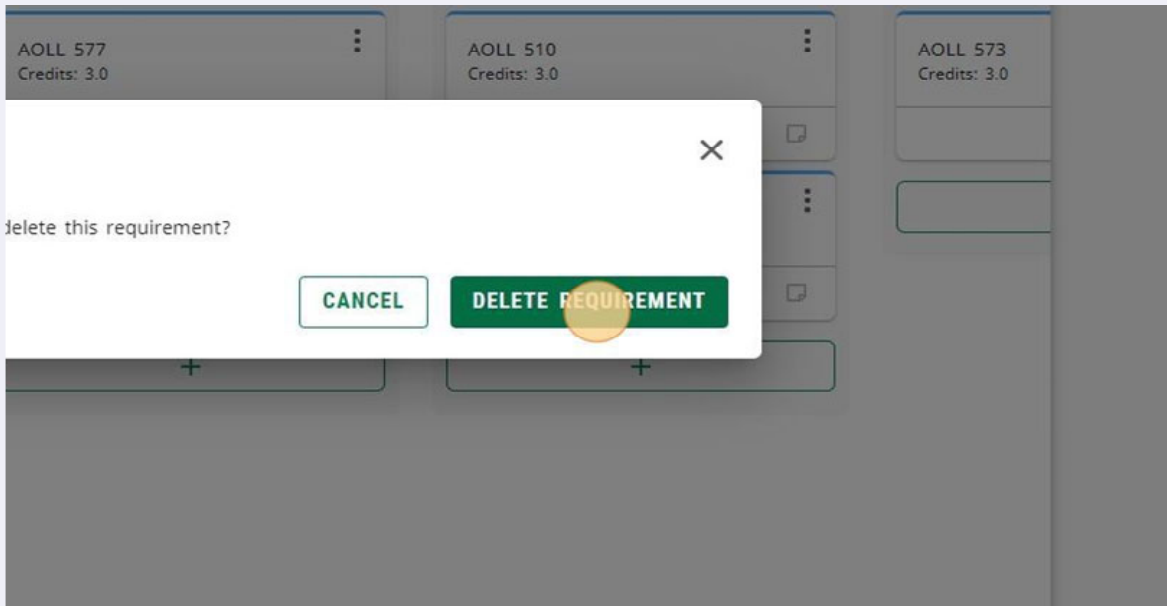 AOLL 577
Credits: 3.0
AOLL 510
Credits: 3.0
AOLL 573
Credits: 3.0
delete this requirement?
CANCEL
DELETE REQUIREMENT